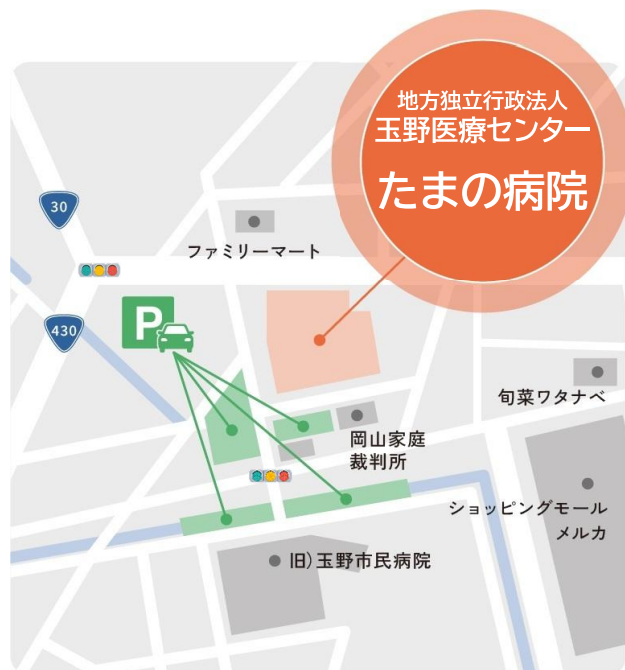 地方独立行政法人
玉野医療センター
たまの病院
30
ファミリーマート
430
P
旬菜ワタナベ
岡山家庭
裁判所
ショッピングモール
メルカ
旧)玉野市民病院